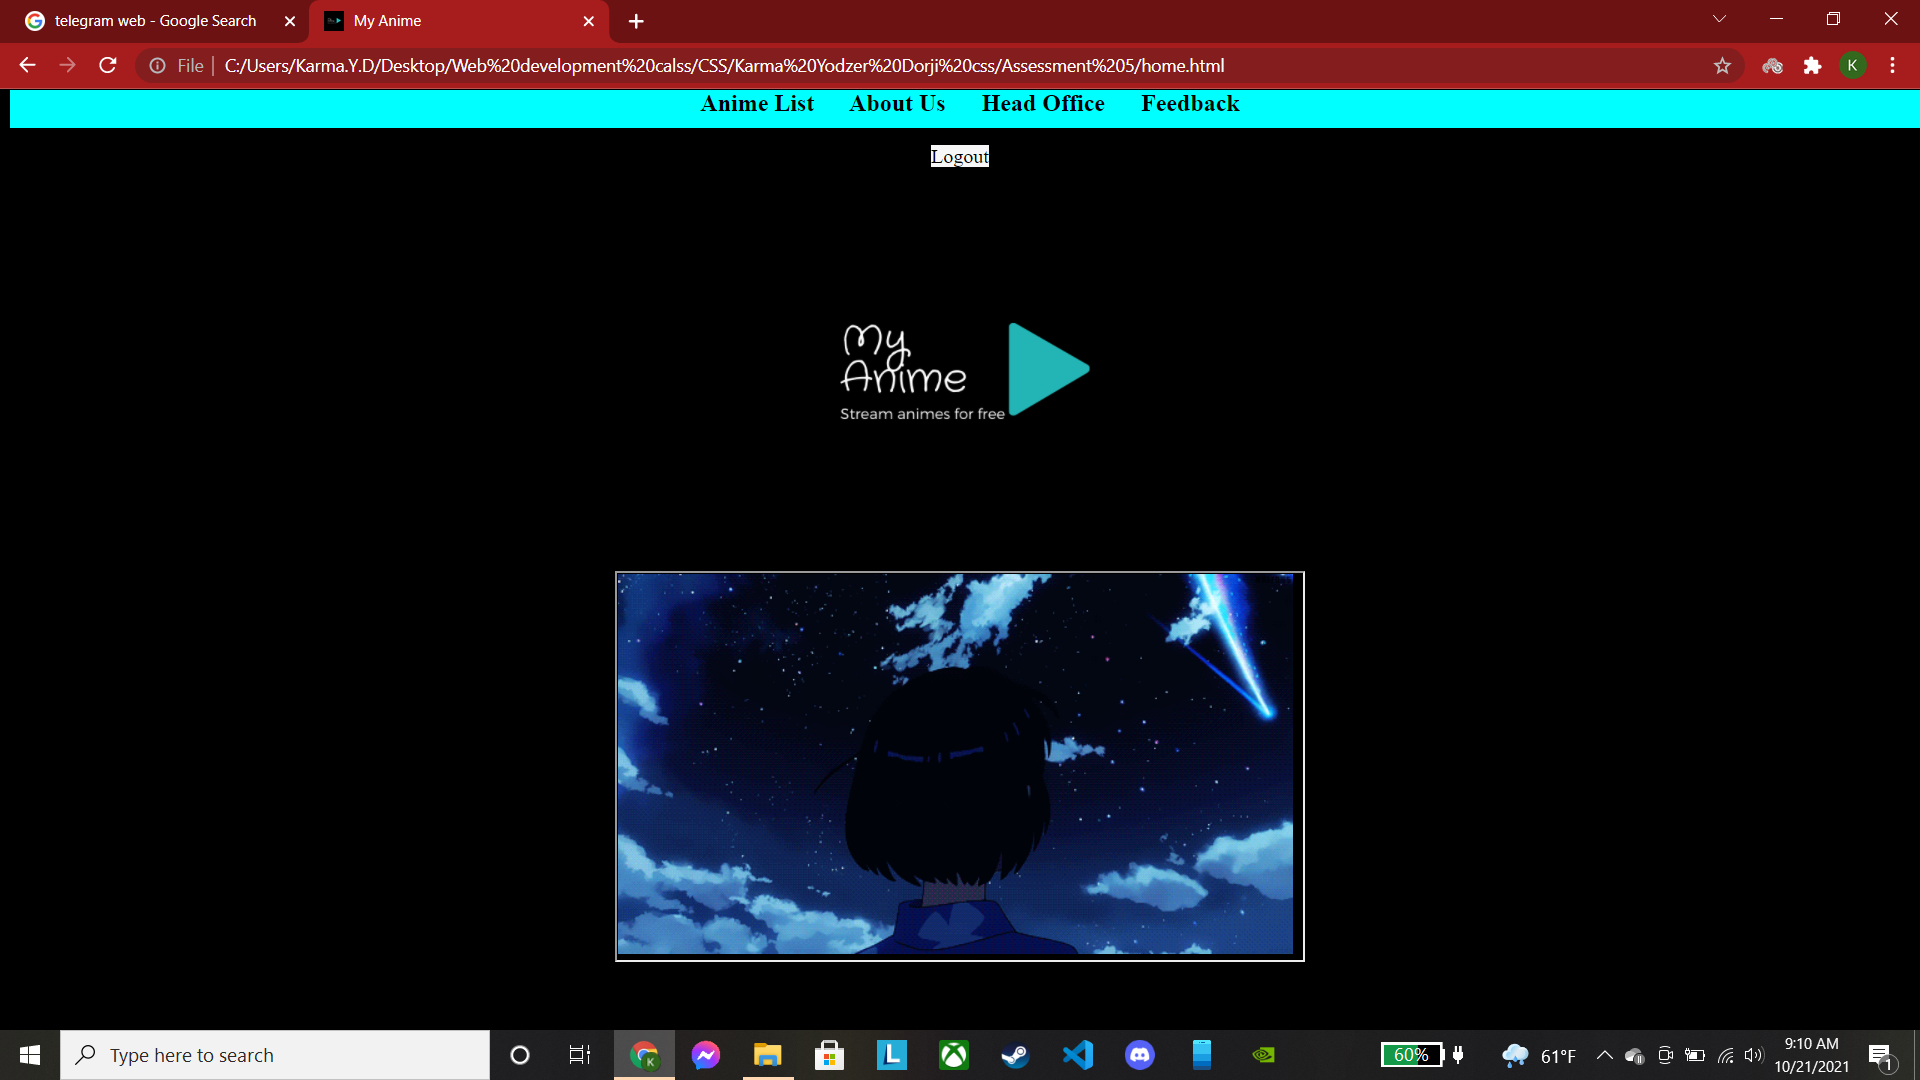 telegram web - Google Search
My Anime
File
C:/Users/Karma.Y.D/Desktop/Web%20development%20calss/CSS/Karma%20Yodzer%20Dorji%20css/Assessment%205/home.html
K
Anime List About Us Head Office Feedback
Logout
My
Anime
Stream animes for free
Type here to search
K
L
60%
61°F
9:10 AM
10/21/2021
1